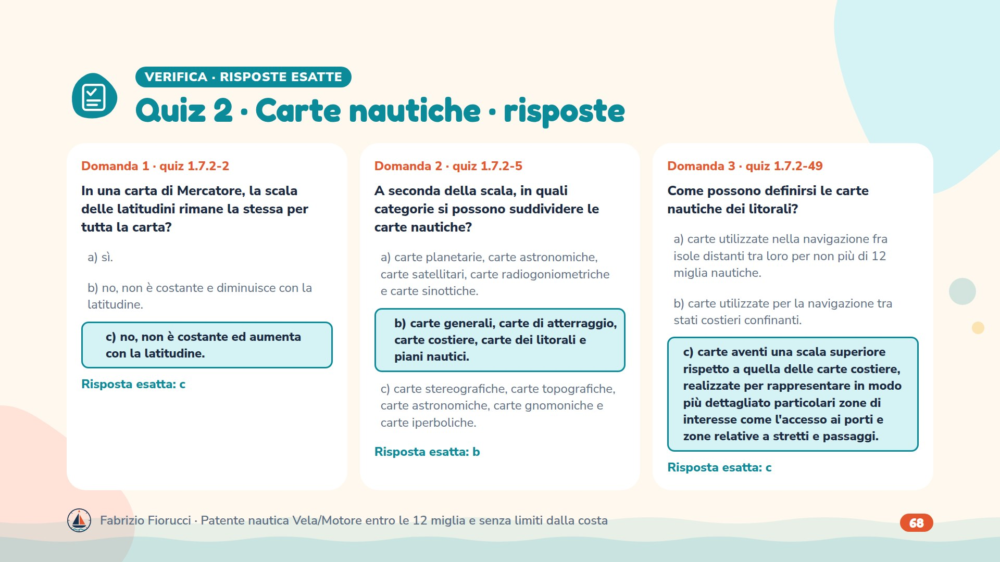 VERIFICA · RISPOSTE ESATTE
Quiz 2 · Carte nautiche · risposte
Domanda 1 · quiz 1.7.2-2
In una carta di Mercatore, la scala
delle latitudini rimane la stessa per
tutta la carta?
a) sì.
b) no, non è costante e diminuisce con la
latitudine.
c) no, non è costante ed aumenta
con la latitudine.
Risposta esatta: c
Domanda 2 · quiz 1.7.2-5
A seconda della scala, in quali
categorie si possono suddividere le
carte nautiche?
a) carte planetarie, carte astronomiche,
carte satellitari, carte radiogoniometriche
e carte sinottiche.
b) carte generali, carte di atterraggio,
carte costiere, carte dei litorali e
piani nautici.
c) carte stereografiche, carte topografiche,
carte astronomiche, carte gnomoniche e
carte iperboliche.
Risposta esatta: b
Domanda 3 · quiz 1.7.2-49
Come possono definirsi le carte
nautiche dei litorali?
a) carte utilizzate nella navigazione fra
isole distanti tra loro per non più di 12
miglia nautiche.
b) carte utilizzate per la navigazione tra
stati costieri confinanti.
c) carte aventi una scala superiore
rispetto a quella delle carte costiere,
realizzate per rappresentare in modo
più dettagliato particolari zone di
interesse come l'accesso ai porti e
zone relative a stretti e passaggi.
Risposta esatta: c
Fabrizio Fiorucci · Patente nautica Vela/Motore entro le 12 miglia e senza limiti dalla costa
68